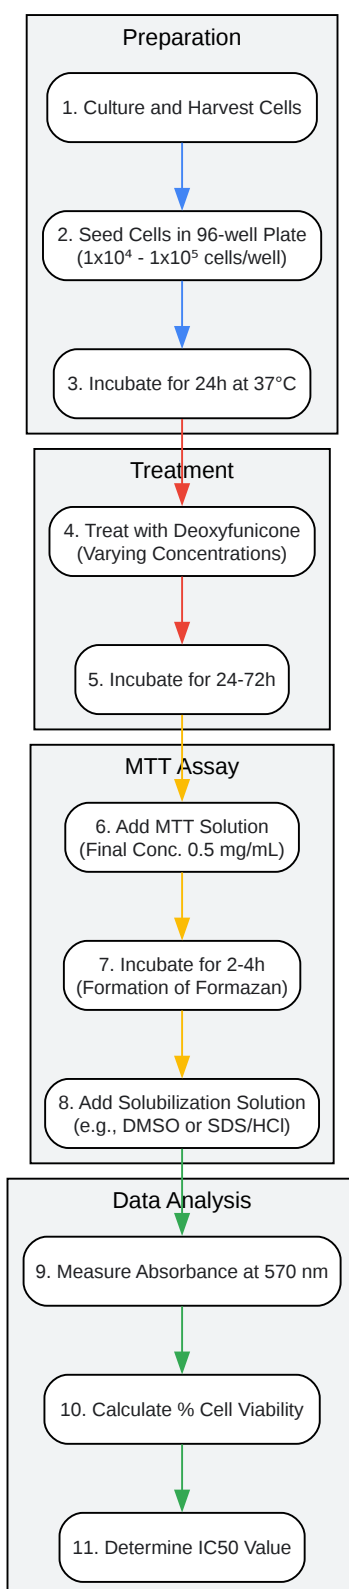 Preparation
1. Culture and Harvest Cells
2. Seed Cells in 96-well Plate
(1x10⁴ - 1x10⁵ cells/well)
3. Incubate for 24h at 37°C
Treatment
4. Treat with Deoxyfunicone
(Varying Concentrations)
5. Incubate for 24-72h
MTT Assay
6. Add MTT Solution
(Final Conc. 0.5 mg/mL)
7. Incubate for 2-4h
(Formation of Formazan)
8. Add Solubilization Solution
(e.g., DMSO or SDS/HCl)
Data Analysis
9. Measure Absorbance at 570 nm
10. Calculate % Cell Viability
11. Determine IC50 Value